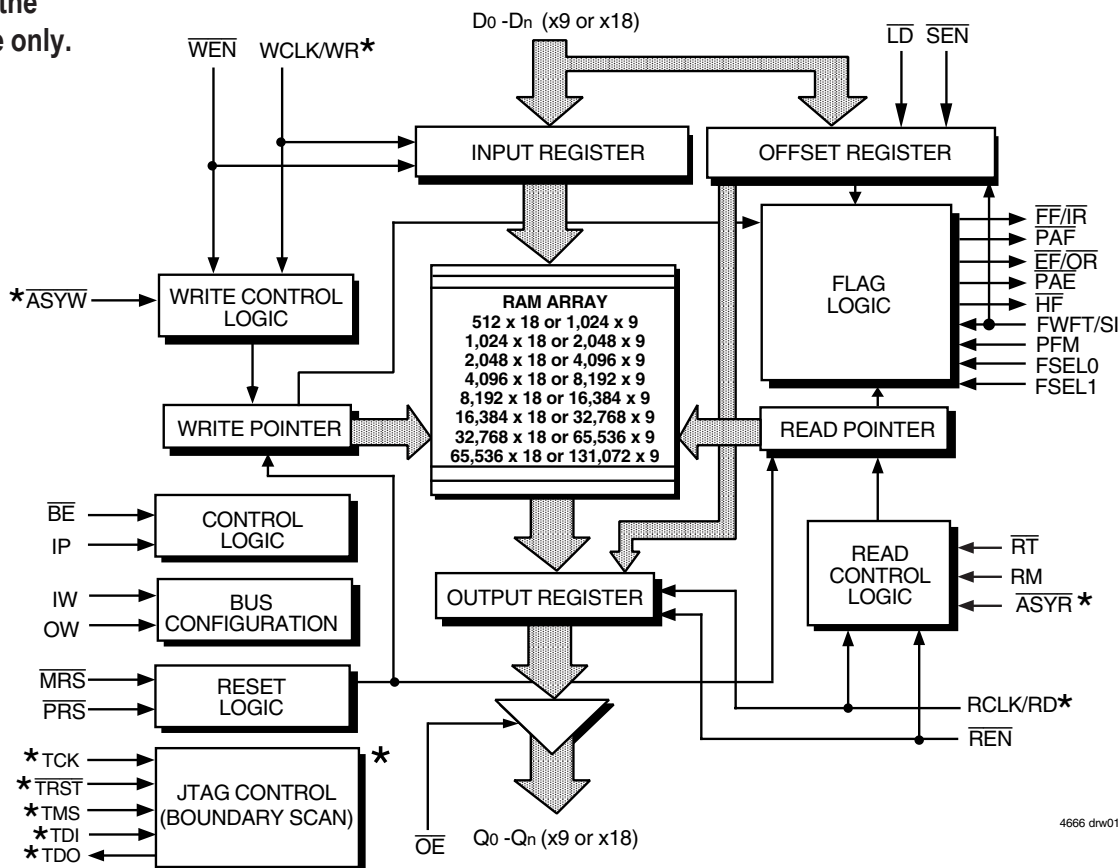 the
e only.
D0 -Dn (x9 or x18)
WEN
WCLK/WR*
LD SEN
INPUT REGISTER
OFFSET REGISTER
*ASYW
WRITE CONTROL
LOGIC
RAM ARRAY
512 x 18 or 1,024 x 9
1,024 x 18 or 2,048 x 9
2,048 x 18 or 4,096 x 9
4,096 x 18 or 8,192 x 9
8,192 x 18 or 16,384 x 9
16,384 x 18 or 32,768 x 9
32,768 x 18 or 65,536 x 9
65,536 x 18 or 131,072 x 9
FLAG
LOGIC
FF/IR
PAF
EF/OR
PAE
HF
FWFT/SI
PFM
FSEL0
FSEL1
WRITE POINTER
READ POINTER
BE
IP
CONTROL
LOGIC
READ
CONTROL
LOGIC
RT
RM
ASYR*
IW
OW
BUS
CONFIGURATION
OUTPUT REGISTER
MRS
PRS
RESET
LOGIC
RCLK/RD*
REN
*TCK
*TRST
*TMS
*TDI
*TDO
JTAG CONTROL
(BOUNDARY SCAN)
*
OE
Q0 -Qn (x9 or x18)
4666 drw01